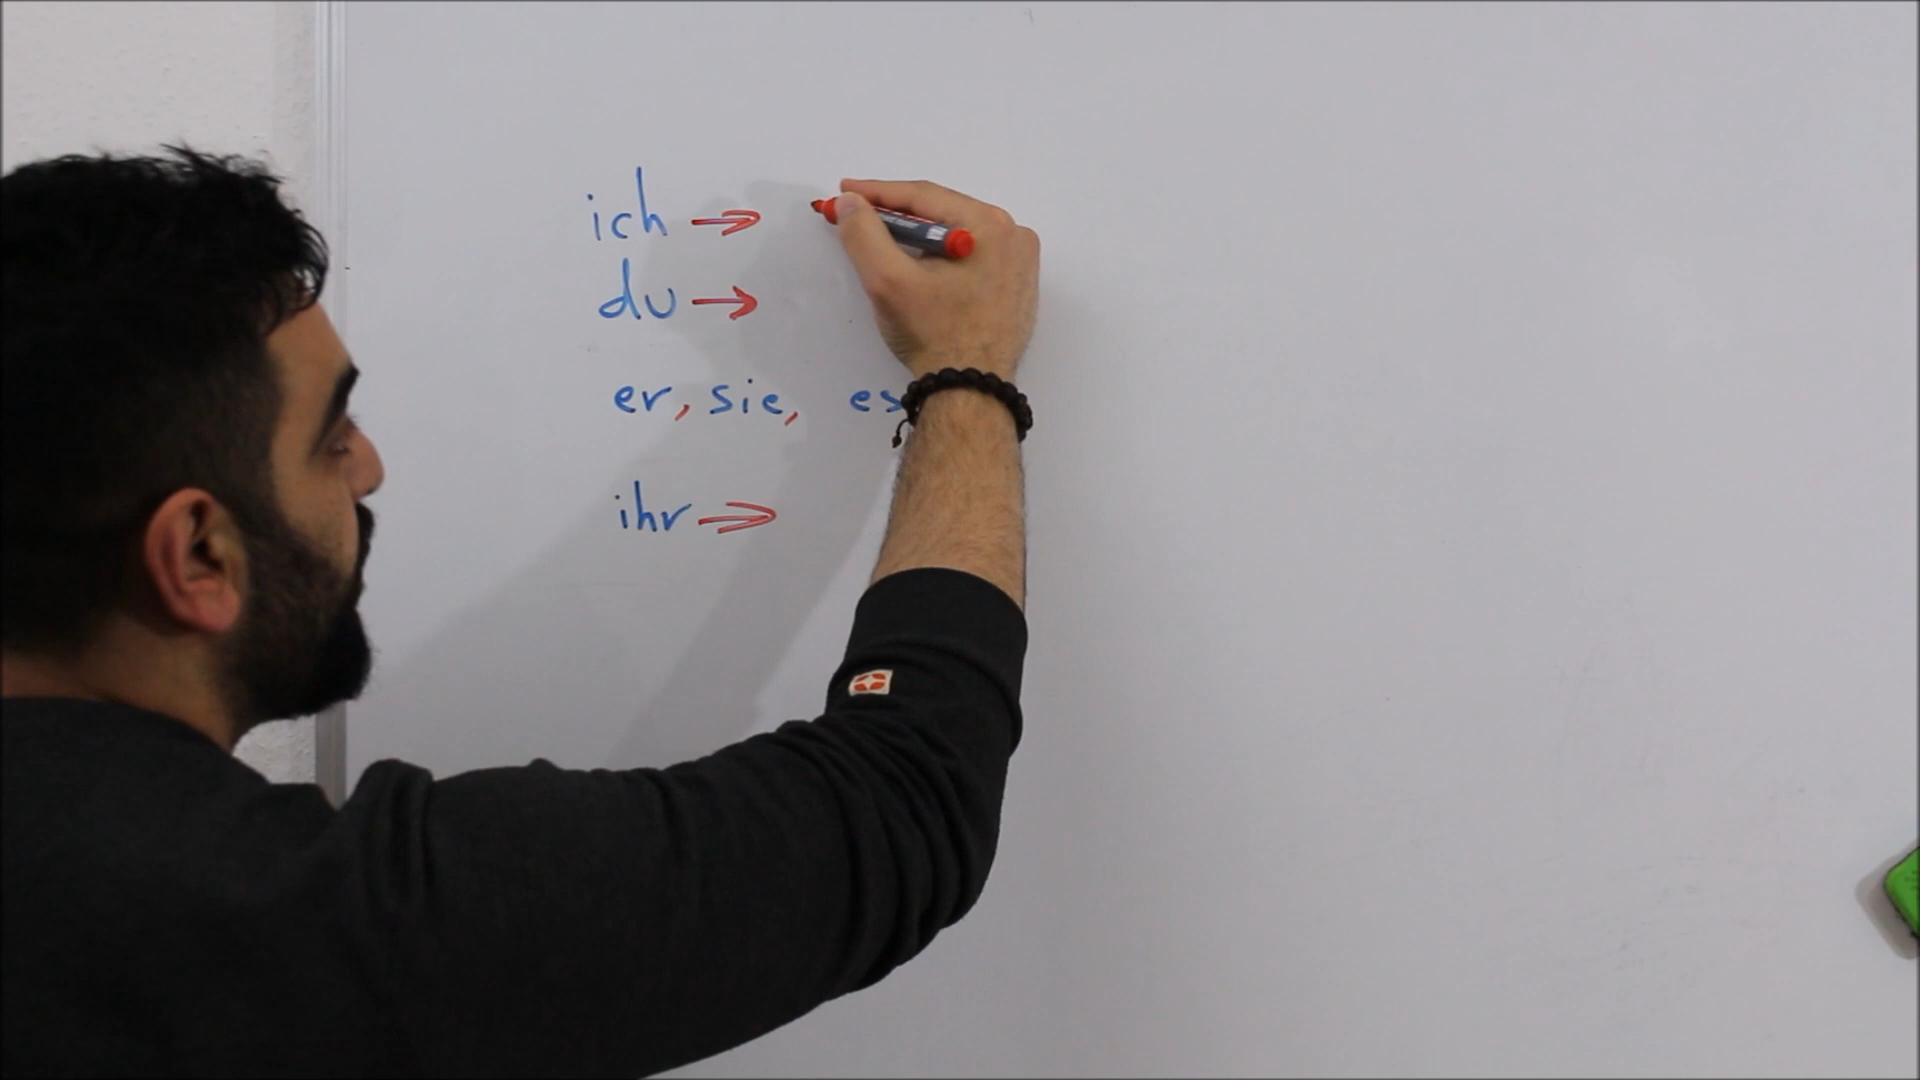 ich →
du →
er, sie, es
ihr →